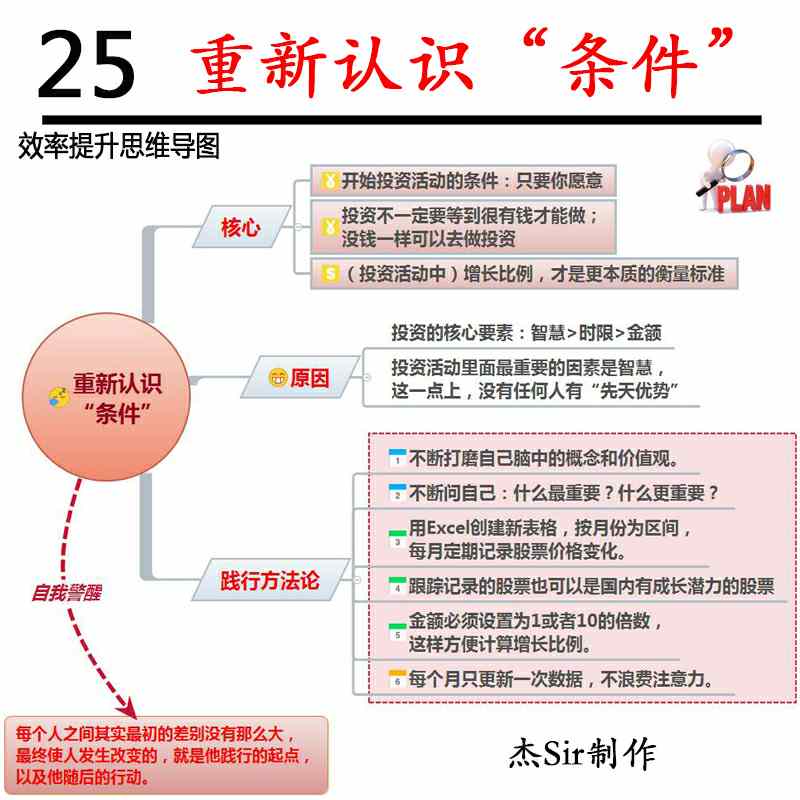 25 重新认识“条件”
效率提升思维导图
PLAN
核心
开始投资活动的条件：只要你愿意
投资不一定要等到很有钱才能做；
没钱一样可以去做投资
（投资活动中）增长比例，才是更本质的衡量标准
重新认识
“条件”
原因
投资的核心要素：智慧>时限>金额
投资活动里面最重要的因素是智慧，
这一点上，没有任何人有“先天优势”
践行方法论
1 不断打磨自己脑中的概念和价值观。
2 不断问自己：什么最重要？什么更重要？
3 用Excel创建新表格，按月份为区间，
每月定期记录股票价格变化。
4 跟踪记录的股票也可以是国内有成长潜力的股票
5 金额必须设置为1或者10的倍数，
这样方便计算增长比例。
6 每个月只更新一次数据，不浪费注意力。
自我警醒
每个人之间其实最初的差别没有那么大，
最终使人发生改变的，就是他践行的起点，
以及他随后的行动。
杰Sir制作